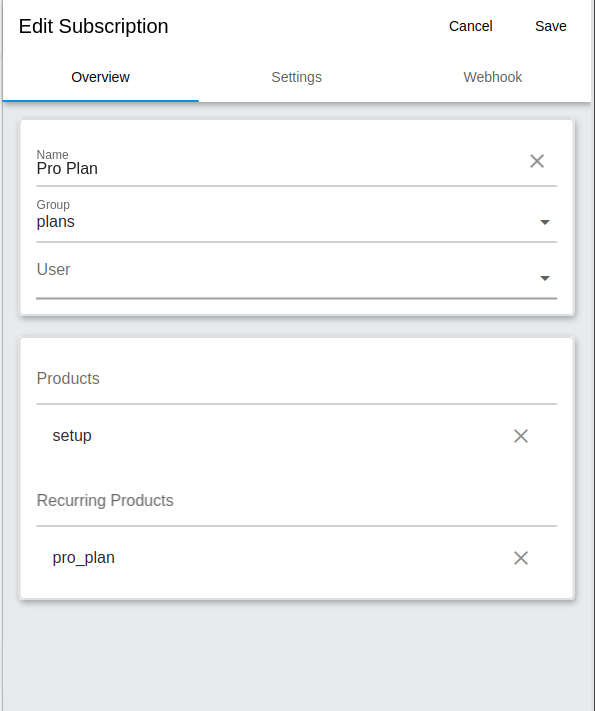 Edit Subscription Cancel Save
Overview Settings Webhook
Name
Pro Plan
Group
plans
User
Products
setup
Recurring Products
pro_plan